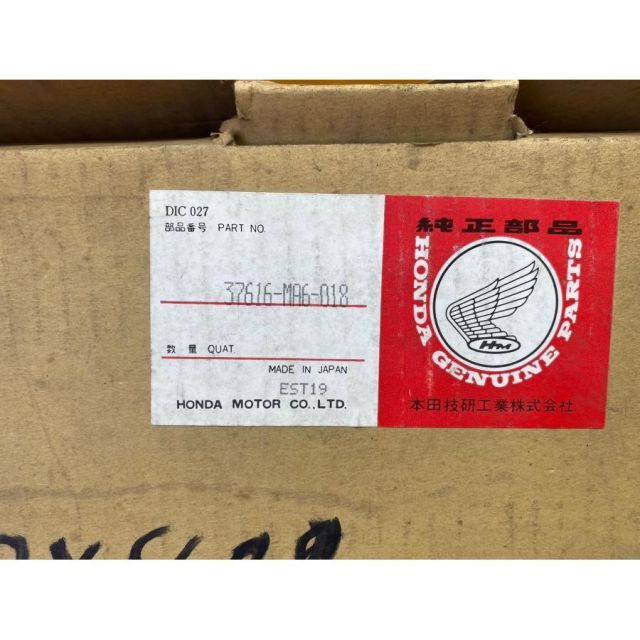 DIC 027
部品番号 PART NO.
37616-MA6-018
数 量 QUAT.
MADE IN JAPAN
EST19
HONDA MOTOR CO.,LTD.
純正部品
HONDA GENUINE PARTS
HM
本田技研工業株式会社